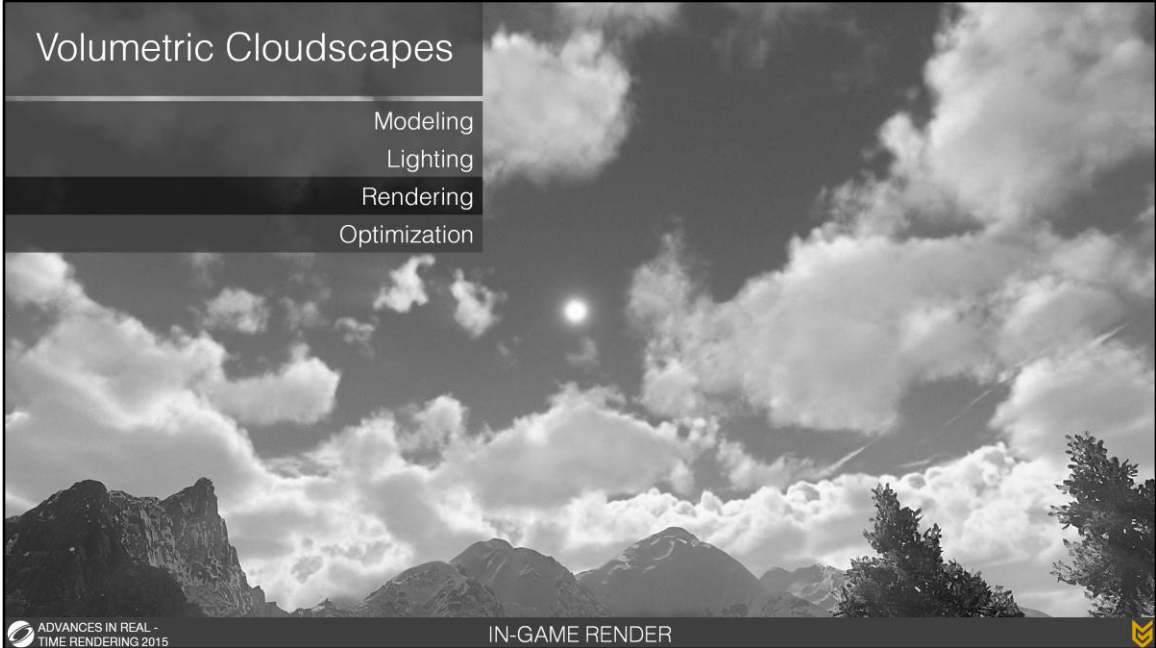 Volumetric Cloudscapes
Modeling
Lighting
Rendering
Optimization
ADVANCES IN REAL -
TIME RENDERING 2015
IN-GAME RENDER